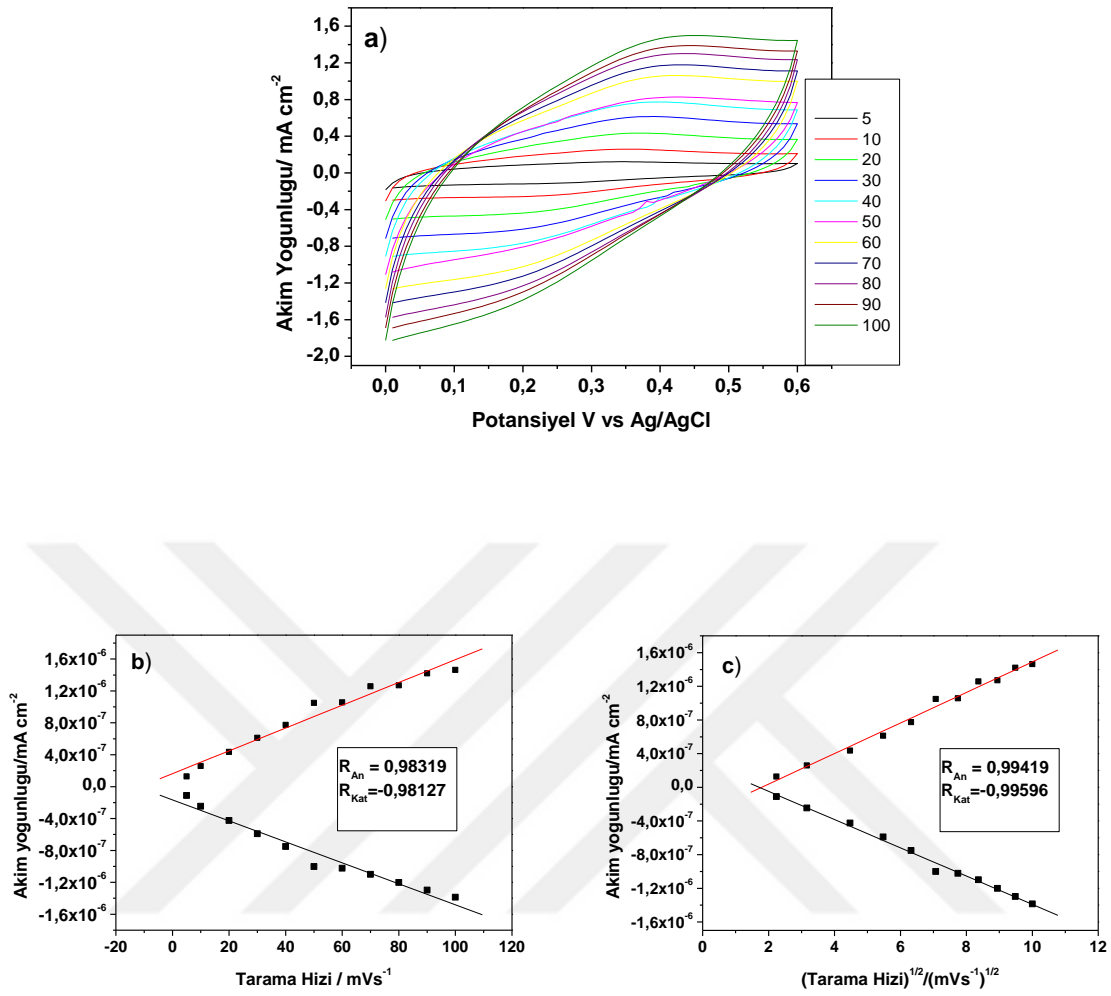 a)
1,6
1,2
0,8
0,4
0,0
-0,4
-0,8
-1,2
-1,6
-2,0
Akim Yogunlugu/ mA cm-2
5
10
20
30
40
50
60
70
80
90
100
0,0 0,1 0,2 0,3 0,4 0,5 0,6
Potansiyel V vs Ag/AgCl
b)
1,6x10-6
1,2x10-6
8,0x10-7
4,0x10-7
0,0
-4,0x10-7
-8,0x10-7
-1,2x10-6
-1,6x10-6
Akim yogunlugu/mA cm-2
RAn = 0,98319
RKat=-0,98127
-20 0 20 40 60 80 100 120
Tarama Hizi / mVs-1
c)
1,6x10-6
1,2x10-6
8,0x10-7
4,0x10-7
0,0
-4,0x10-7
-8,0x10-7
-1,2x10-6
-1,6x10-6
Akim yogunlugu/mA cm-2
RAn = 0,99419
RKat=-0,99596
0 2 4 6 8 10 12
(Tarama Hizi)1/2/(mVs-1)1/2